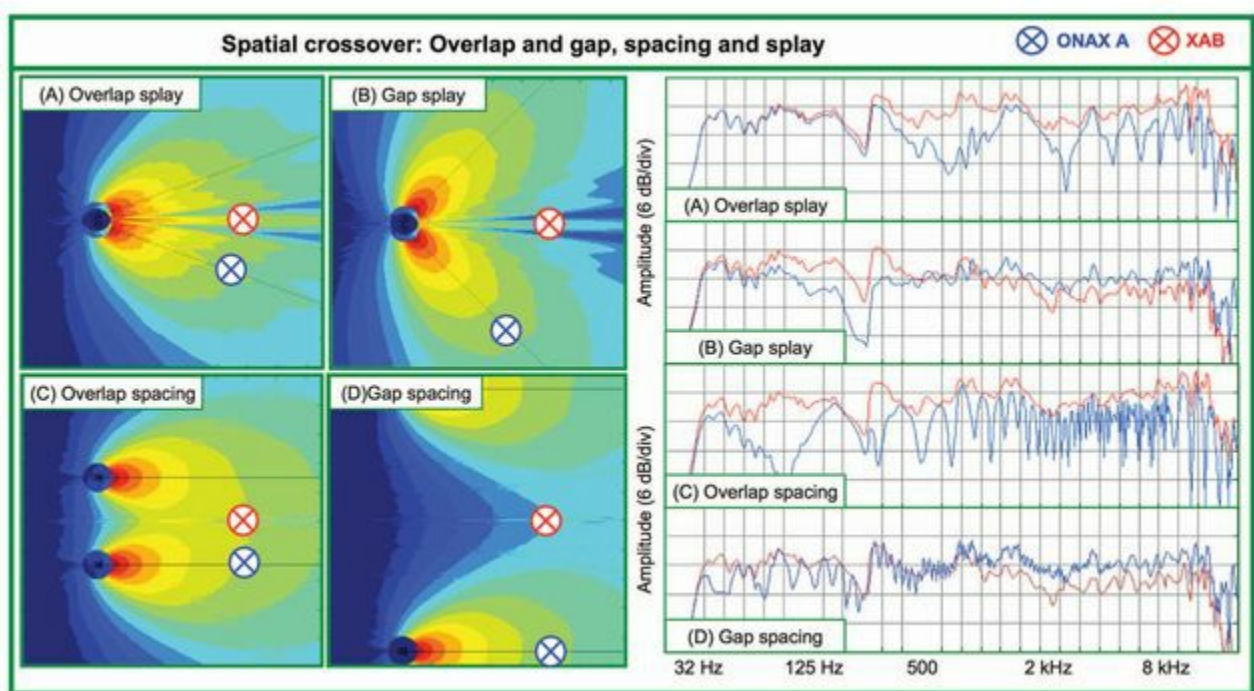 Spatial crossover: Overlap and gap, spacing and splay
ONAX A XAB
(A) Overlap splay
(B) Gap splay
(C) Overlap spacing
(D)Gap spacing
Amplitude (6 dB/div)
(A) Overlap splay
(B) Gap splay
Amplitude (6 dB/div)
(C) Overlap spacing
(D) Gap spacing
32 Hz 125 Hz 500 2 kHz 8 kHz